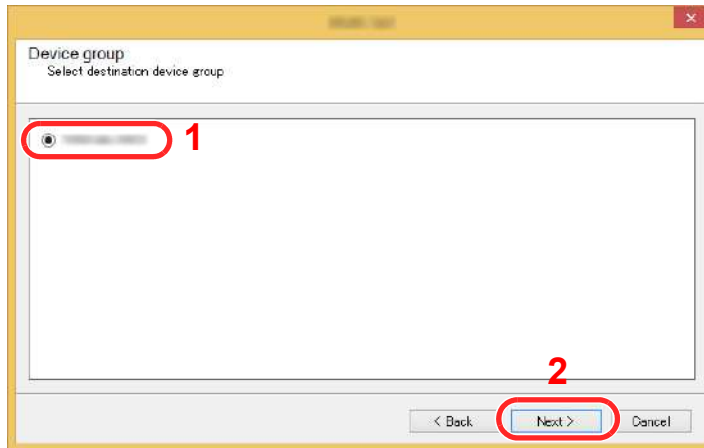 Device group
Select destination device group
1
2
< Back
Next >
Cancel